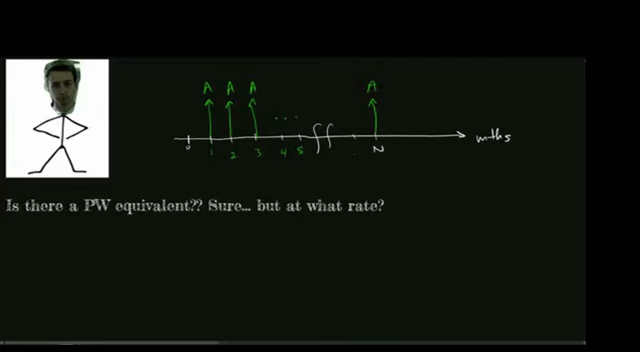 A A A A
...
0 1 2 3 4 5 N mths
Is there a PW equivalent?? Sure... but at what rate?